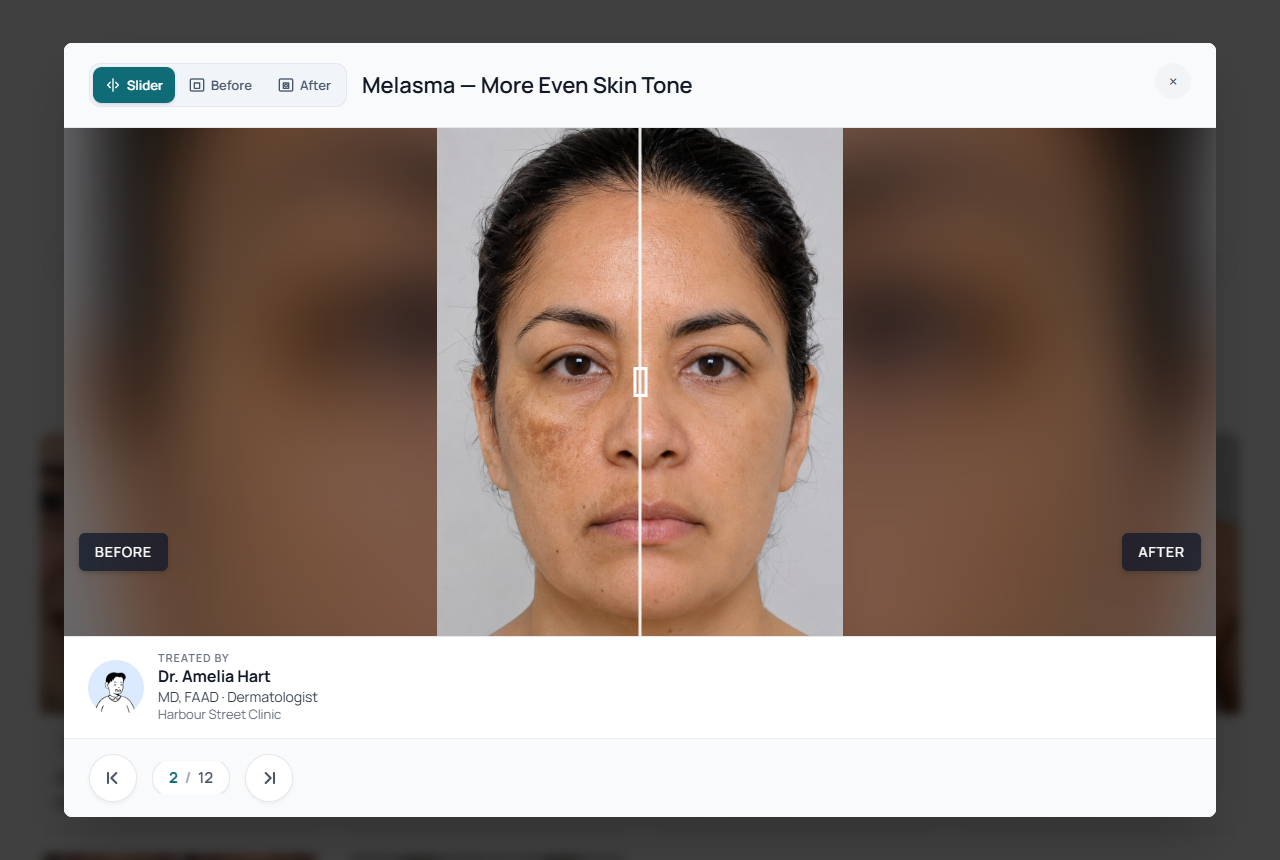 Slider
Before
After
Melasma — More Even Skin Tone
×
BEFORE
AFTER
TREATED BY
Dr. Amelia Hart
MD, FAAD · Dermatologist
Harbour Street Clinic
2 / 12